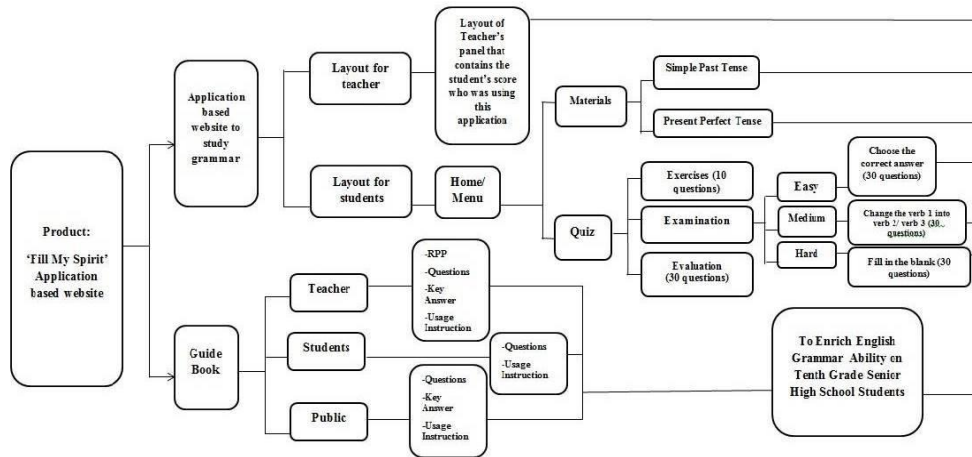 Product:
‘Fill My Spirit’
Application
based website
Application
based
website to
study
grammar
Layout for
teacher
Layout of
Teacher’s
panel that
contains the
student’s score
who was using
this
application
Layout for
students
Home/
Menu
Materials
Simple Past Tense
Present Perfect Tense
Quiz
Exercises (10
questions)
Examination
Evaluation
(30 questions)
Easy
Choose the
correct answer
(30 questions)
Medium
Change the verb 1 into
verb 2/ verb 3 (30
questions)
Hard
Fill in the blank (30
questions)
Guide
Book
Teacher
-RPP
-Questions
-Key
Answer
-Usage
Instruction
Students
-Questions
-Usage
Instruction
Public
-Questions
-Key
Answer
-Usage
Instruction
To Enrich English
Grammar Ability on
Tenth Grade Senior
High School Students